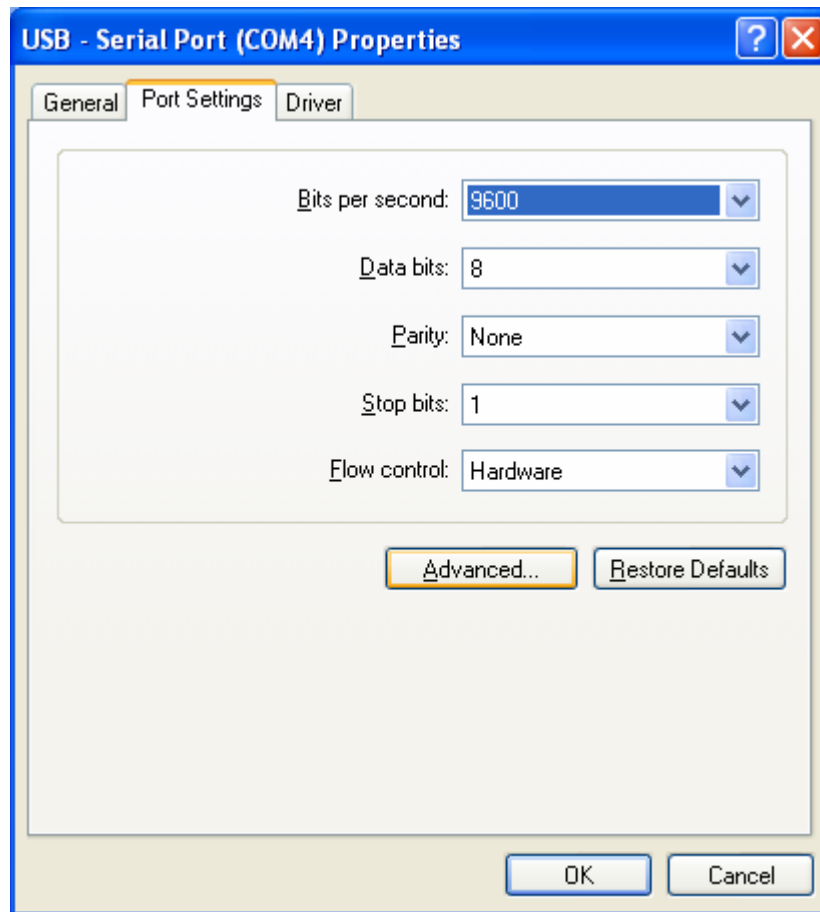 USB - Serial Port (COM4) Properties
General Port Settings Driver
Bits per second: 9600
Data bits: 8
Parity: None
Stop bits: 1
Flow control: Hardware
Advanced... Restore Defaults
OK Cancel